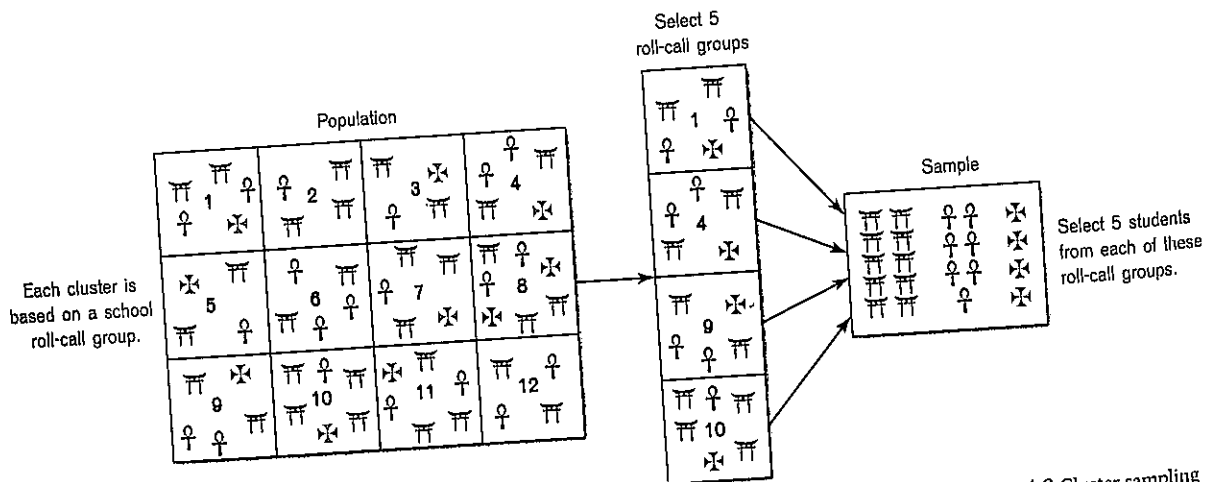 Select 5
roll-call groups
Population
Each cluster is
based on a school
roll-call group.
1
2
3
4
5
6
7
8
9
10
11
12
1
4
9
10
Sample
Select 5 students
from each of these
roll-call groups.
Cluster sampling